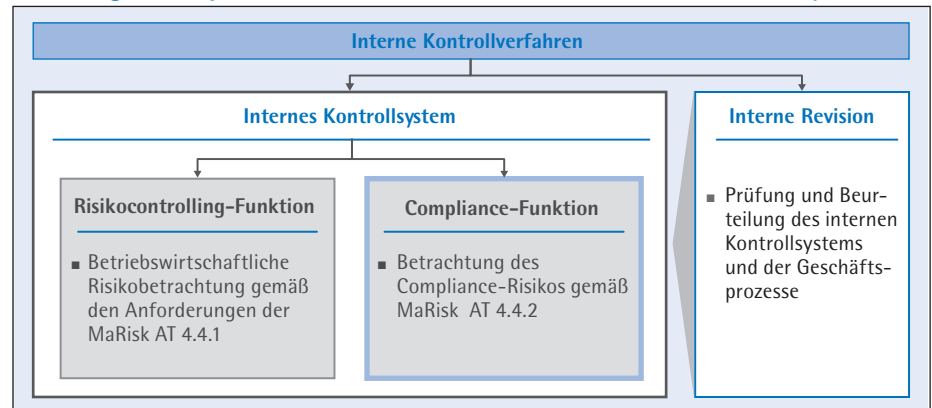 Interne Kontrollverfahren
Internes Kontrollsystem
Risikocontrolling-Funktion
■ Betriebswirtschaftliche
Risikobetrachtung gemäß
den Anforderungen der
MaRisk AT 4.4.1
Compliance-Funktion
■ Betrachtung des
Compliance-Risikos gemäß
MaRisk AT 4.4.2
Interne Revision
■ Prüfung und Beur-
teilung des internen
Kontrollsystems
und der Geschäfts-
prozesse